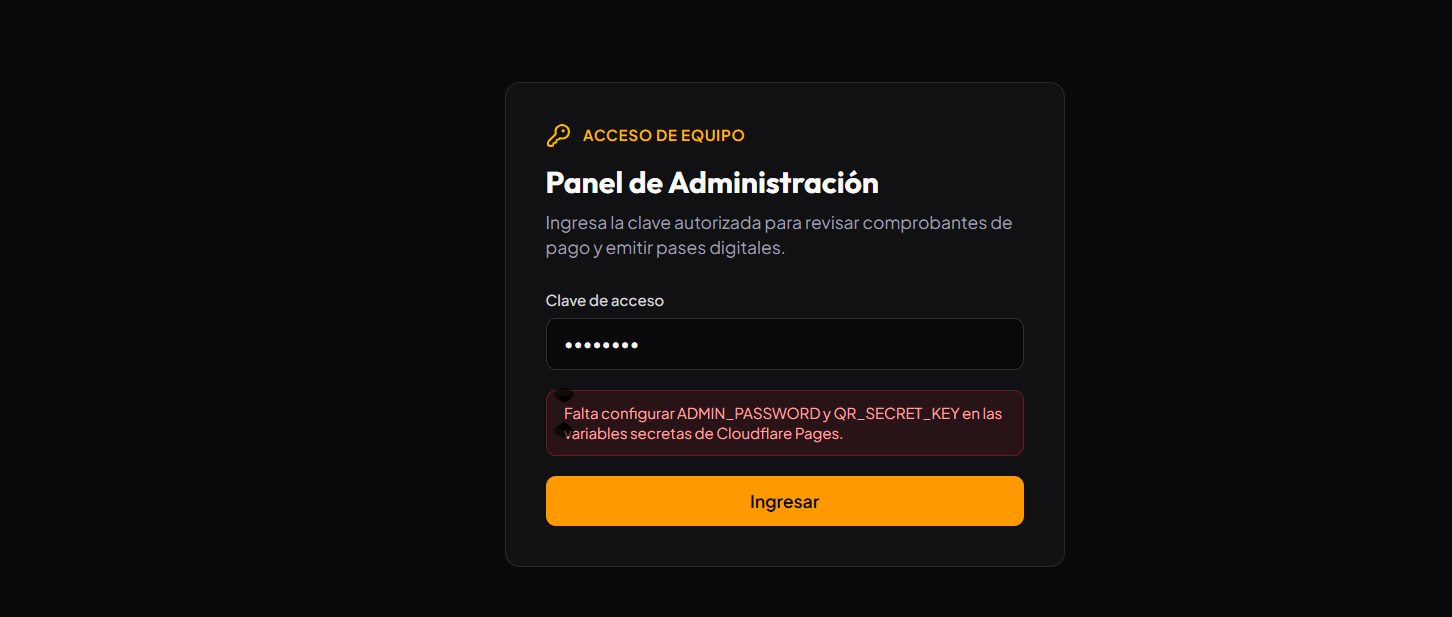 ACCESO DE EQUIPO
Panel de Administración
Ingresa la clave autorizada para revisar comprobantes de
pago y emitir pases digitales.
Clave de acceso
••••••••
Falta configurar ADMIN_PASSWORD y QR_SECRET_KEY en las
variables secretas de Cloudflare Pages.
Ingresar